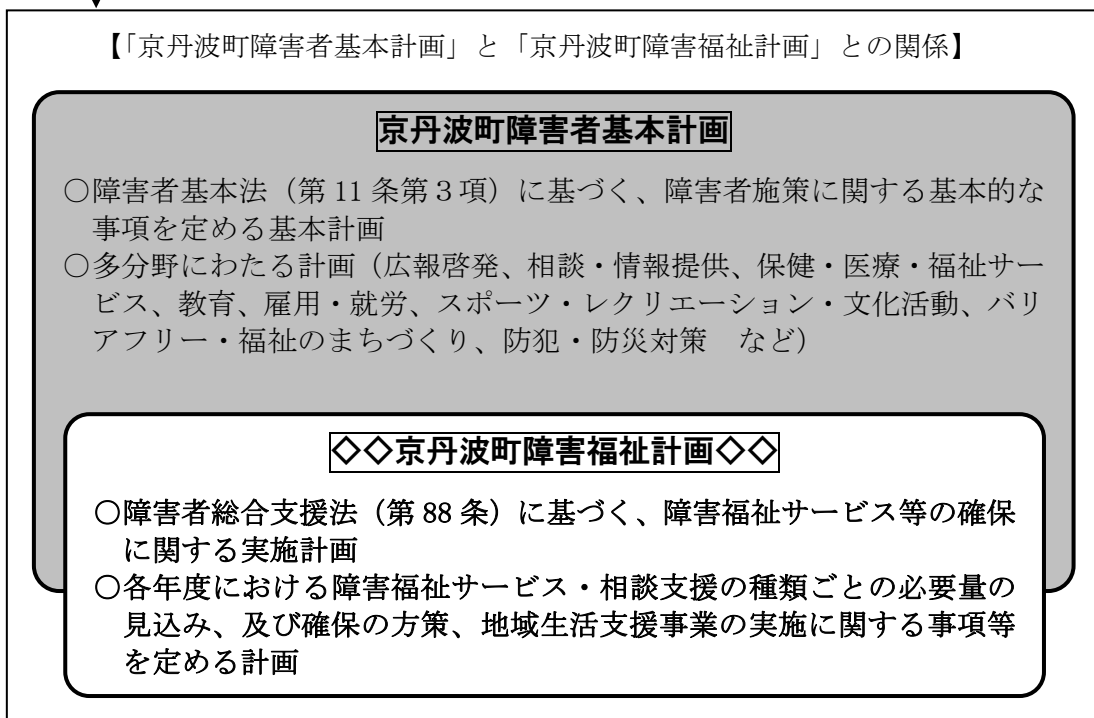 【「京丹波町障害者基本計画」と「京丹波町障害福祉計画」との関係】
京丹波町障害者基本計画
○障害者基本法（第 11 条第３項）に基づく、障害者施策に関する基本的な
事項を定める基本計画
○多分野にわたる計画（広報啓発、相談・情報提供、保健・医療・福祉サー
ビス、教育、雇用・就労、スポーツ・レクリエーション・文化活動、バリ
アフリー・福祉のまちづくり、防犯・防災対策　など）
◇◇京丹波町障害福祉計画◇◇
○障害者総合支援法（第 88 条）に基づく、障害福祉サービス等の確保
に関する実施計画
○各年度における障害福祉サービス・相談支援の種類ごとの必要量の
見込み、及び確保の方策、地域生活支援事業の実施に関する事項等
を定める計画